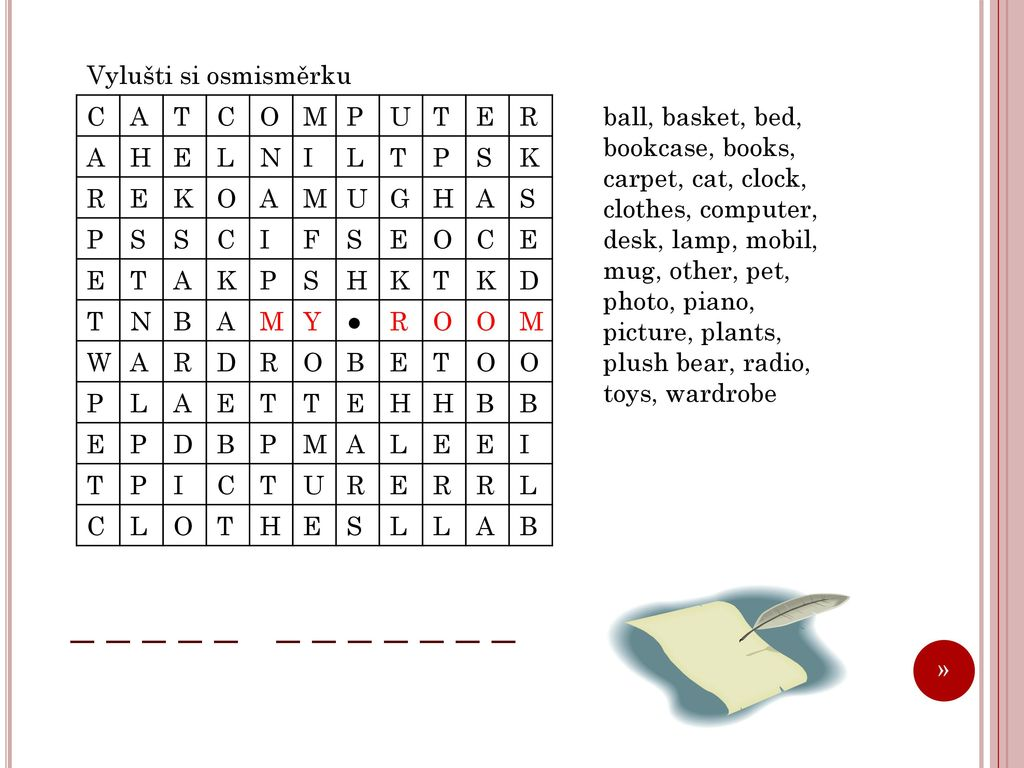 Vylušti si osmisměrku
C A T C O M P U T E R
A H E L N I L T P S K
R E K O A M U G H A S
P S S C I F S E O C E
E T A K P S H K T K D
T N B A M Y ● R O O M
W A R D R O B E T O O
P L A E T T E H H B B
E P D B P M A L E E I
T P I C T U R E R R L
C L O T H E S L L A B
ball, basket, bed,
bookcase, books,
carpet, cat, clock,
clothes, computer,
desk, lamp, mobil,
mug, other, pet,
photo, piano,
picture, plants,
plush bear, radio,
toys, wardrobe
_ _ _ _ _ _ _ _ _ _ _ _
»